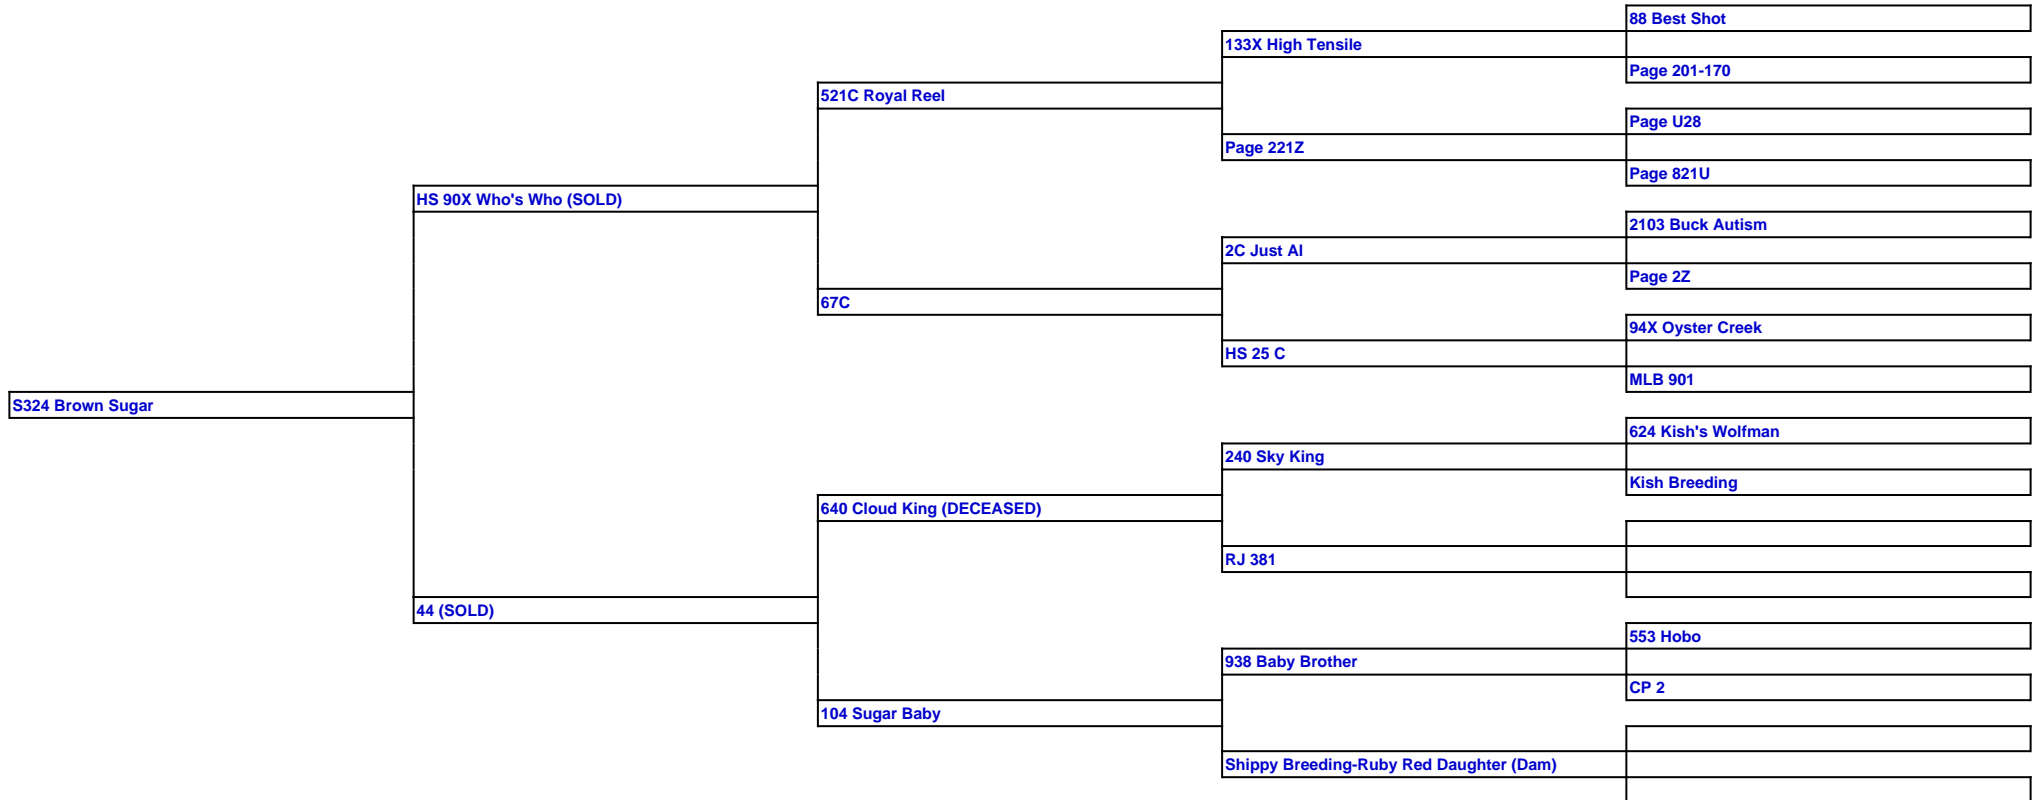 88 Best Shot
133X High Tensile
Page 201-170
521C Royal Reel
Page U28
Page 221Z
Page 821U
HS 90X Who's Who (SOLD)
2103 Buck Autism
2C Just AI
Page 2Z
67C
94X Oyster Creek
HS 25 C
MLB 901
S324 Brown Sugar
624 Kish's Wolfman
240 Sky King
Kish Breeding
640 Cloud King (DECEASED)
RJ 381
44 (SOLD)
553 Hobo
938 Baby Brother
CP 2
104 Sugar Baby
Shippy Breeding-Ruby Red Daughter (Dam)